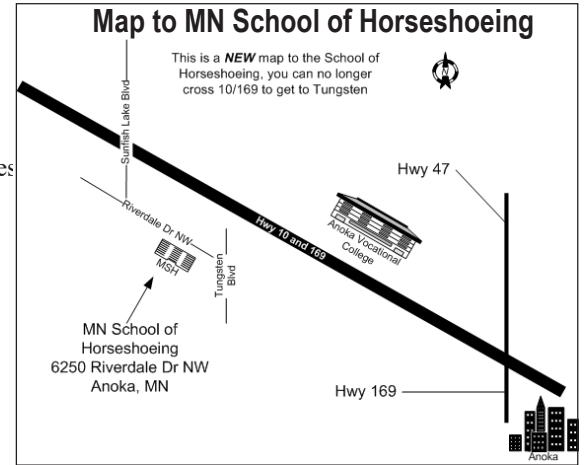 Map to MN School of Horseshoeing
This is a NEW map to the School of
Horseshoeing, you can no longer
cross 10/169 to get to Tungsten
Sunfish Lake Blvd
es
Hwy 47
Riverdale Dr NW
Hwy 10 and 169
Anoka Vocational
College
MSH
Tungsten
Blvd
MN School of
Horseshoeing
6250 Riverdale Dr NW
Anoka, MN
Hwy 169
Anoka